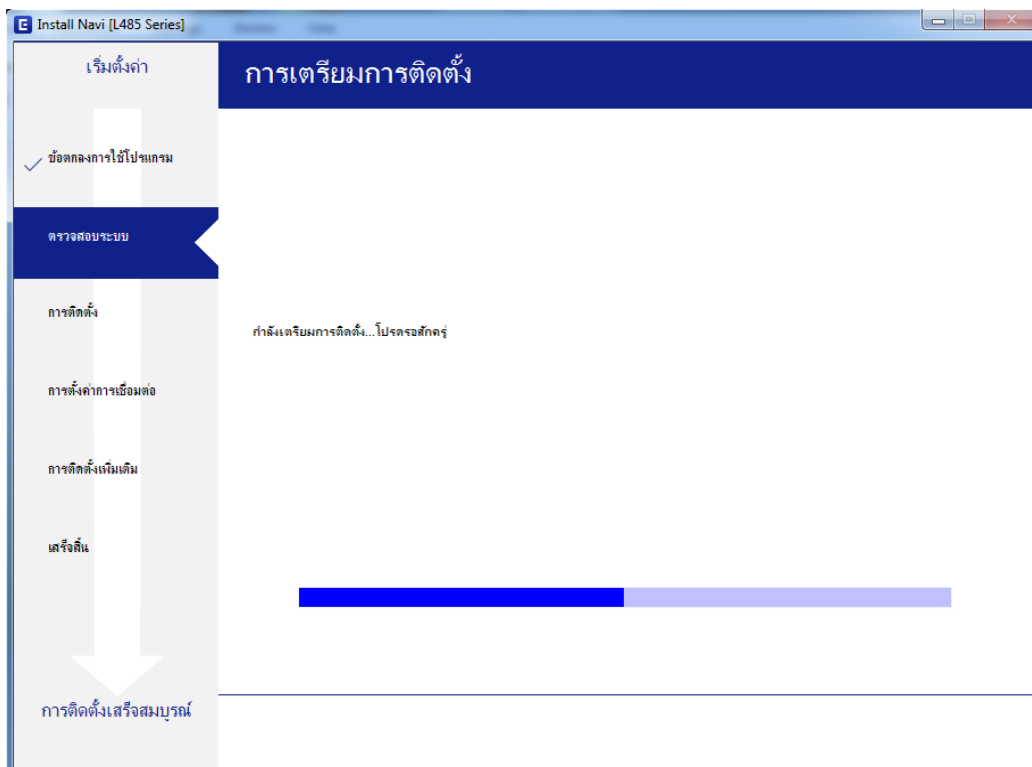 Install Navi [L485 Series]
เริ่มตั้งค่า
การเตรียมการติดตั้ง
ข้อตกลงการใช้โปรแกรม
ตรวจสอบระบบ
การติดตั้ง
กำลังเตรียมการติดตั้ง...โปรดรอสักครู่
การตั้งค่าการเชื่อมต่อ
การติดตั้งเพิ่มเติม
เสร็จสิ้น
การติดตั้งเสร็จสมบูรณ์